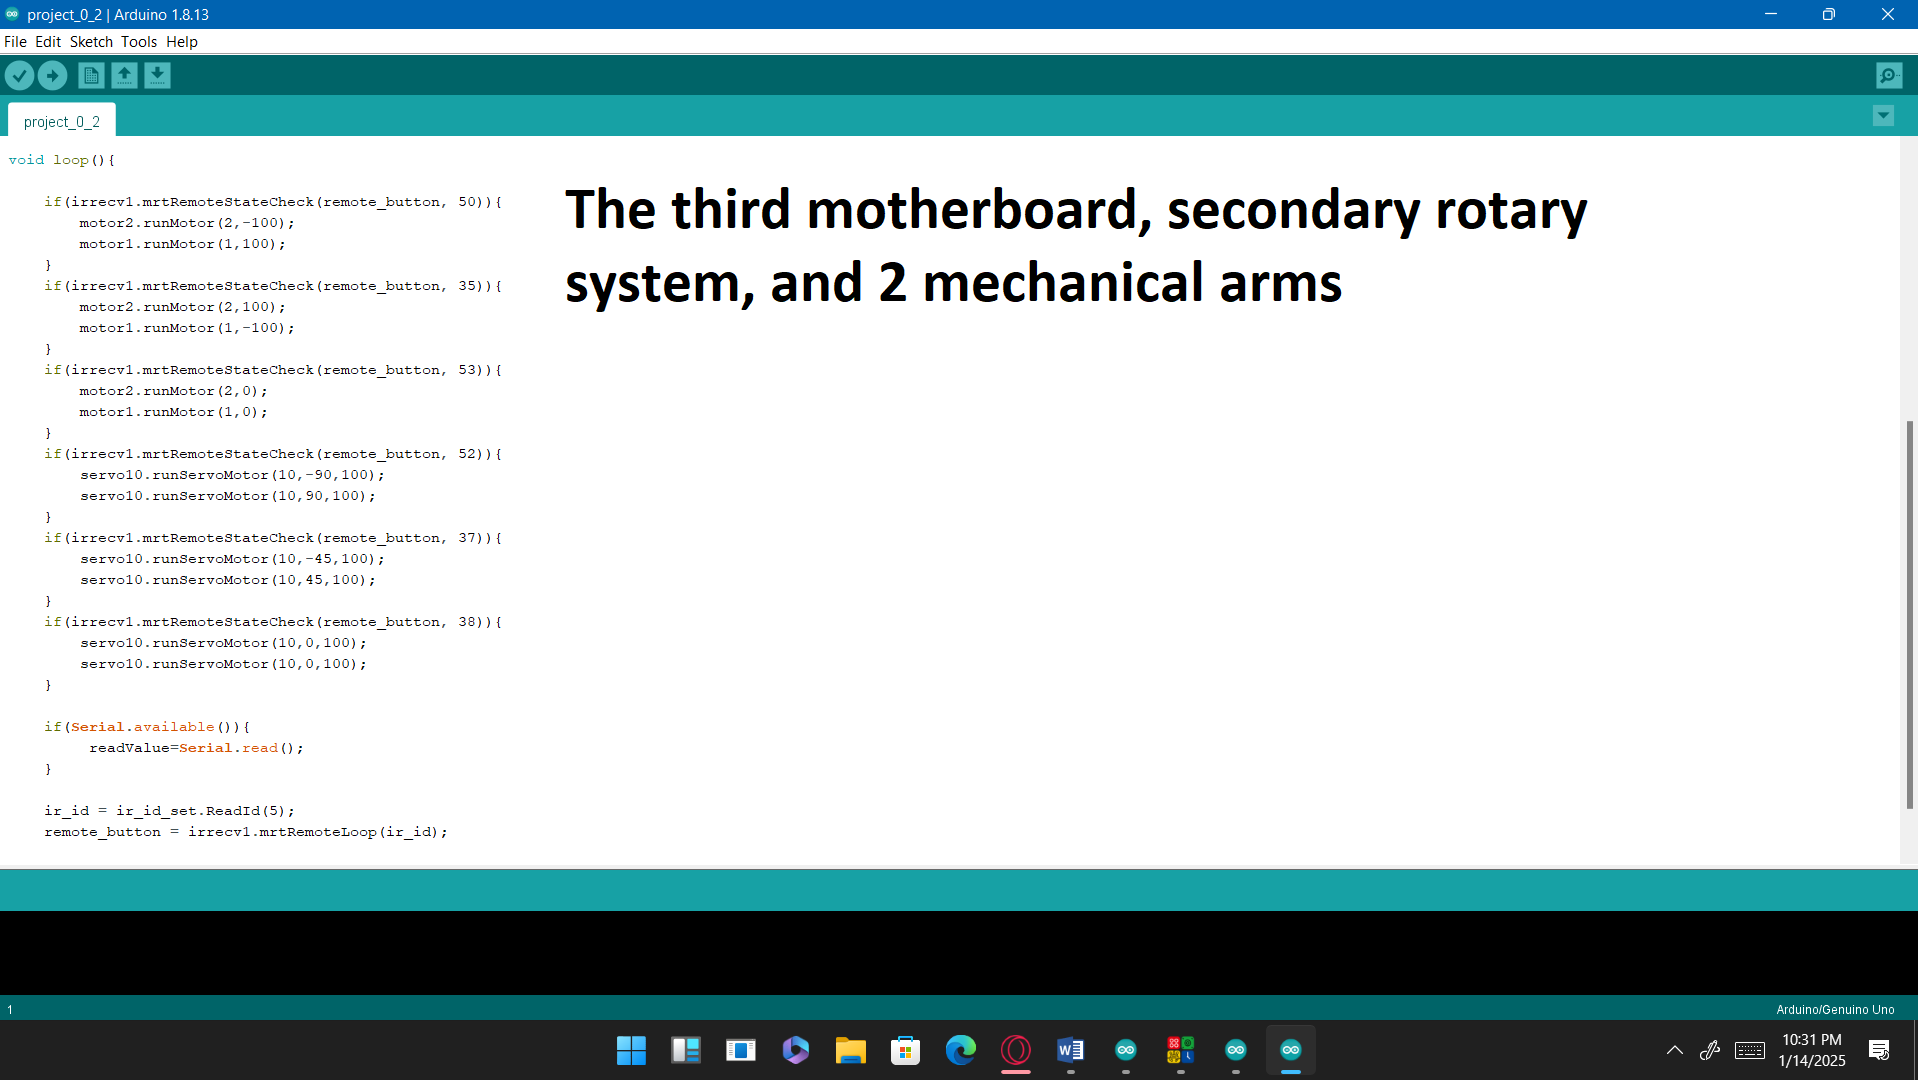 project_0_2 | Arduino 1.8.13
File Edit Sketch Tools Help
project_0_2
void loop(){
if(irrecv1.mrtRemoteStateCheck(remote_button, 50)){
motor2.runMotor(2,-100);
motor1.runMotor(1,100);
}
if(irrecv1.mrtRemoteStateCheck(remote_button, 35)){
motor2.runMotor(2,100);
motor1.runMotor(1,-100);
}
if(irrecv1.mrtRemoteStateCheck(remote_button, 53)){
motor2.runMotor(2,0);
motor1.runMotor(1,0);
}
if(irrecv1.mrtRemoteStateCheck(remote_button, 52)){
servo10.runServoMotor(10,-90,100);
servo10.runServoMotor(10,90,100);
}
if(irrecv1.mrtRemoteStateCheck(remote_button, 37)){
servo10.runServoMotor(10,-45,100);
servo10.runServoMotor(10,45,100);
}
if(irrecv1.mrtRemoteStateCheck(remote_button, 38)){
servo10.runServoMotor(10,0,100);
servo10.runServoMotor(10,0,100);
}
if(Serial.available()){
readValue=Serial.read();
}
ir_id = ir_id_set.ReadId(5);
remote_button = irrecv1.mrtRemoteLoop(ir_id);
The third motherboard, secondary rotary
system, and 2 mechanical arms
1
Arduino/Genuino Uno
10:31 PM
1/14/2025